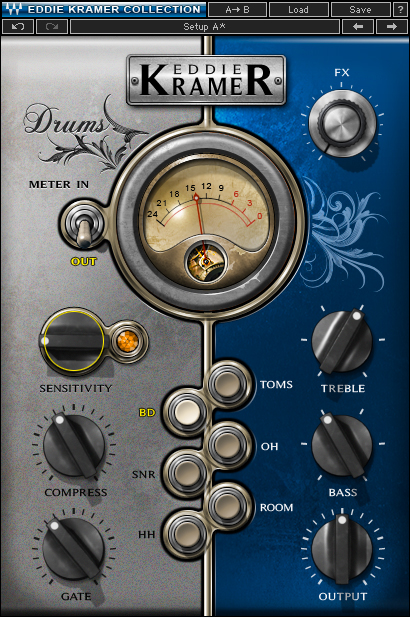 EDDIE KRAMER COLLECTION A→B Load Save ?
Setup A*
EDDIE
KRAMER
FX
Drums
METER IN
24 21 18 15 12 9 6 3 0
OUT
SENSITIVITY
TOMS
TREBLE
BD
OH
SNR
COMPRESS
BASS
ROOM
HH
GATE
OUTPUT